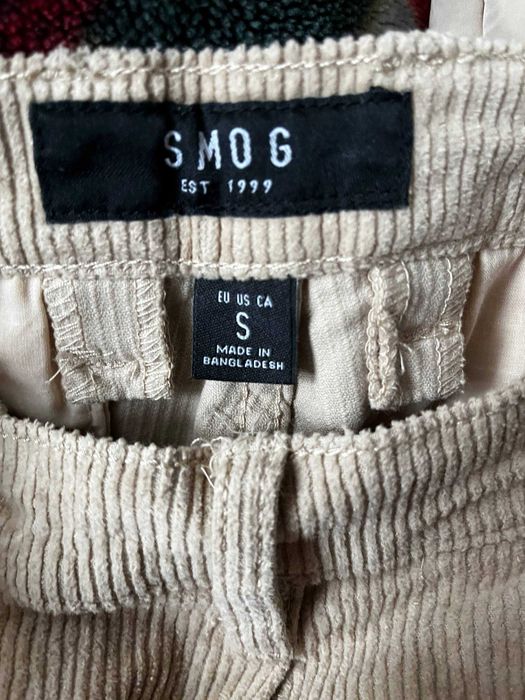 SMOG
EST 1999
EU US CA
S
MADE IN
BANGLADESH